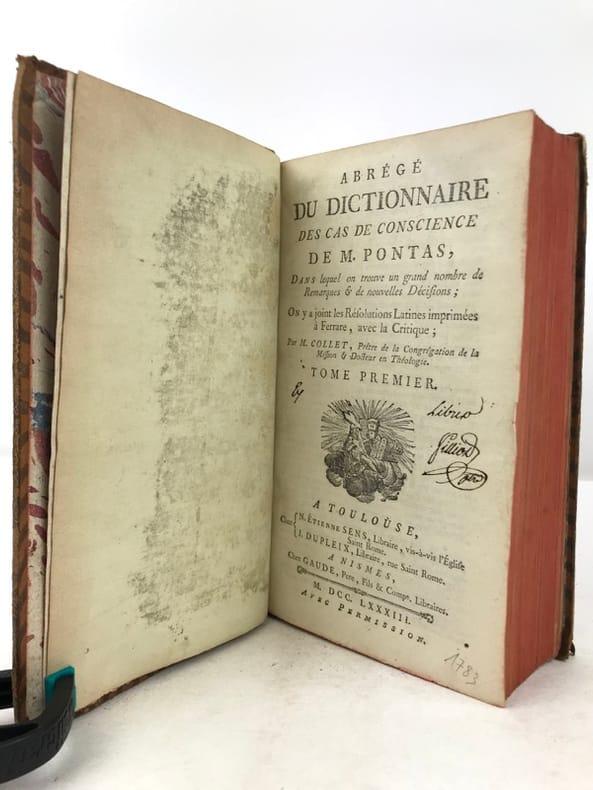 ABRÉGÉ
DU DICTIONNAIRE
DES CAS DE CONSCIENCE
DE M. PONTAS,
DANS lequel on trouve un grand nombre de
Remarques & de nouvelles Décisions ;
ON y a joint les Résolutions Latines imprimées
à Ferrare, avec la Critique ;
Par M. COLLET, Prêtre de la Congrégation de la
Mission & Docteur en Théologie.
TOME PREMIER.
Ex Libris
A TOULOUSE,
Chez N. ÉTIENNE SENS, Libraire, vis-à-vis l'Église
Saint Rome.
J. DUPLEIX, Libraire, rue Saint Rome.
A NISMES,
Chez GAUDE, Pere, Fils & Compe. Libraires.
M. DCC. LXXXIII.
AVEC PERMISSION.
1783